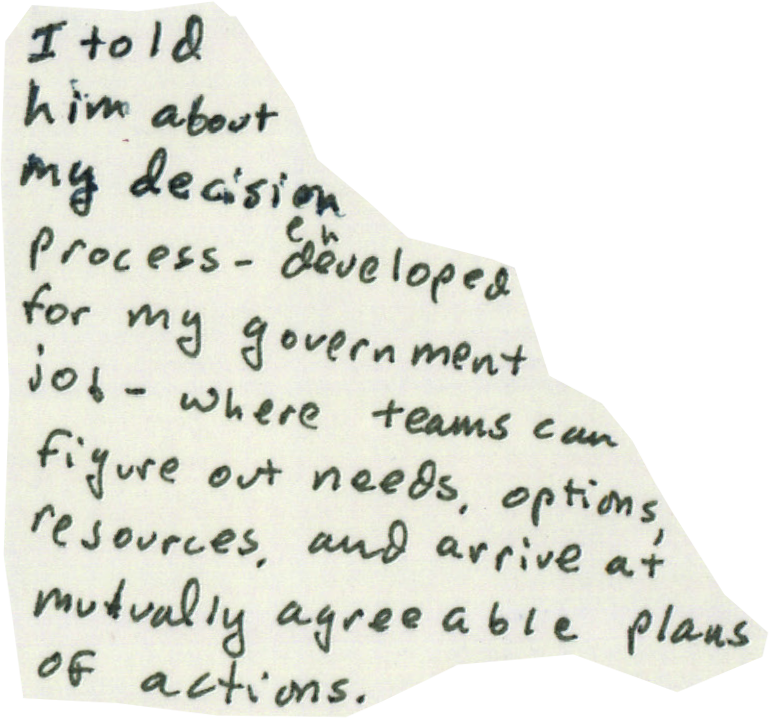 I told
him about
my decision
process - developed
for my government
job - where teams can
figure out needs, options,
resources, and arrive at
mutually agreeable plans
of actions.